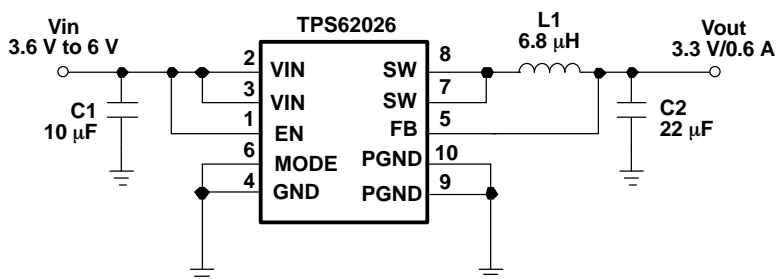 TPS62026
Vin
3.6 V to 6 V
L1
6.8 μH
Vout
3.3 V/0.6 A
C1
10 μF
2 VIN
3 VIN
1 EN
6 MODE
4 GND
SW 8
SW 7
FB 5
PGND 10
PGND 9
C2
22 μF